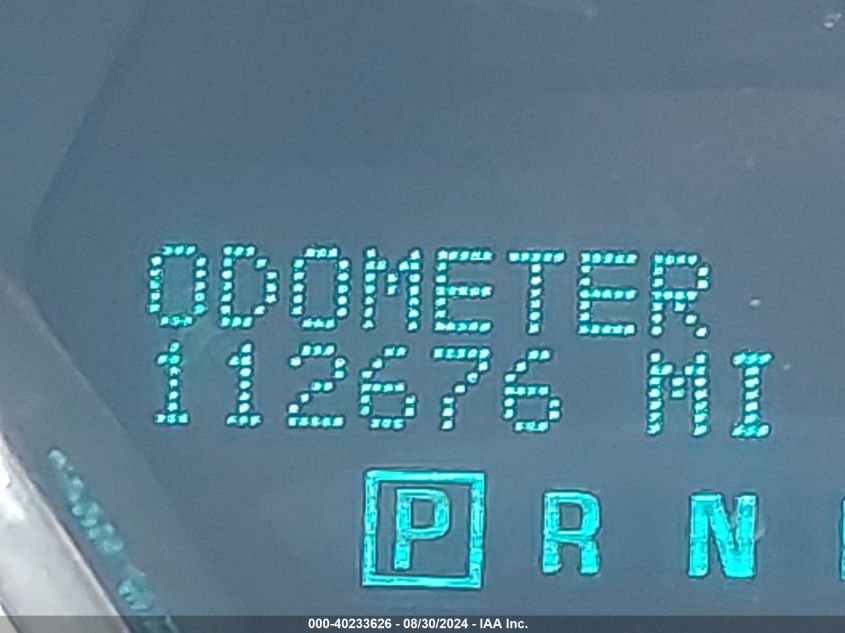 ODOMETER
112676 MI
P R N
000-40233626 - 08/30/2024 - IAA Inc.